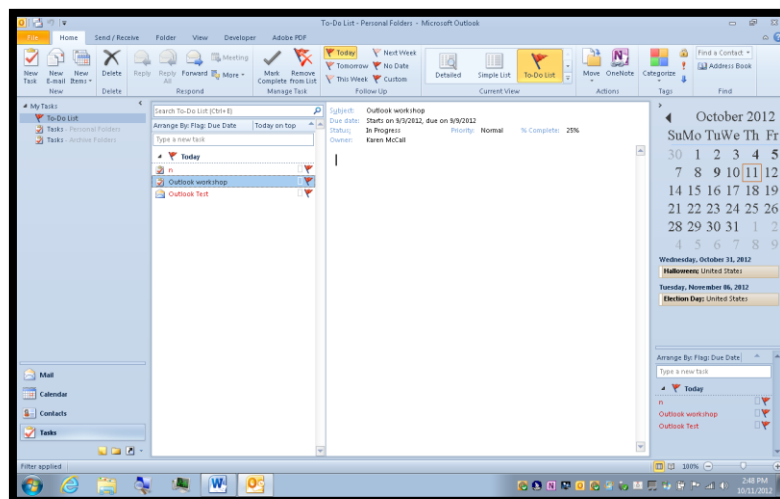 To-Do List - Personal Folders - Microsoft Outlook
File Home Send / Receive Folder View Developer Adobe PDF
New Task
New E-mail
New Items
Delete
Reply
Reply All
Forward
Meeting
More
Mark Complete
Remove from List
Today
Tomorrow
This Week
Next Week
No Date
Custom
Detailed
Simple List
To-Do List
Move
OneNote
Categorize
Find a Contact
Address Book
New Delete Respond Manage Task Follow Up Current View Actions Tags Find
My Tasks
To-Do List
Tasks - Personal Folders
Tasks - Archive Folders
Mail
Calendar
Contacts
Tasks
Filter applied
Search To-Do List (Ctrl+E)
Arrange By: Flag: Due Date Today on top
Type a new task
Today
n
Outlook workshop
Outlook Test
Subject: Outlook workshop
Due date: Starts on 9/3/2012, due on 9/9/2012
Status: In Progress Priority: Normal % Complete: 25%
Owner: Karen McCall
October 2012
Su Mo Tu We Th Fr
30 1 2 3 4 5
7 8 9 10 11 12
14 15 16 17 18 19
21 22 23 24 25 26
28 29 30 31 1 2
4 5 6 7 8 9
Wednesday, October 31, 2012
Halloween; United States
Tuesday, November 06, 2012
Election Day; United States
Arrange By: Flag: Due Date
Type a new task
Today
n
Outlook workshop
Outlook Test
100%
2:48 PM
10/11/2012